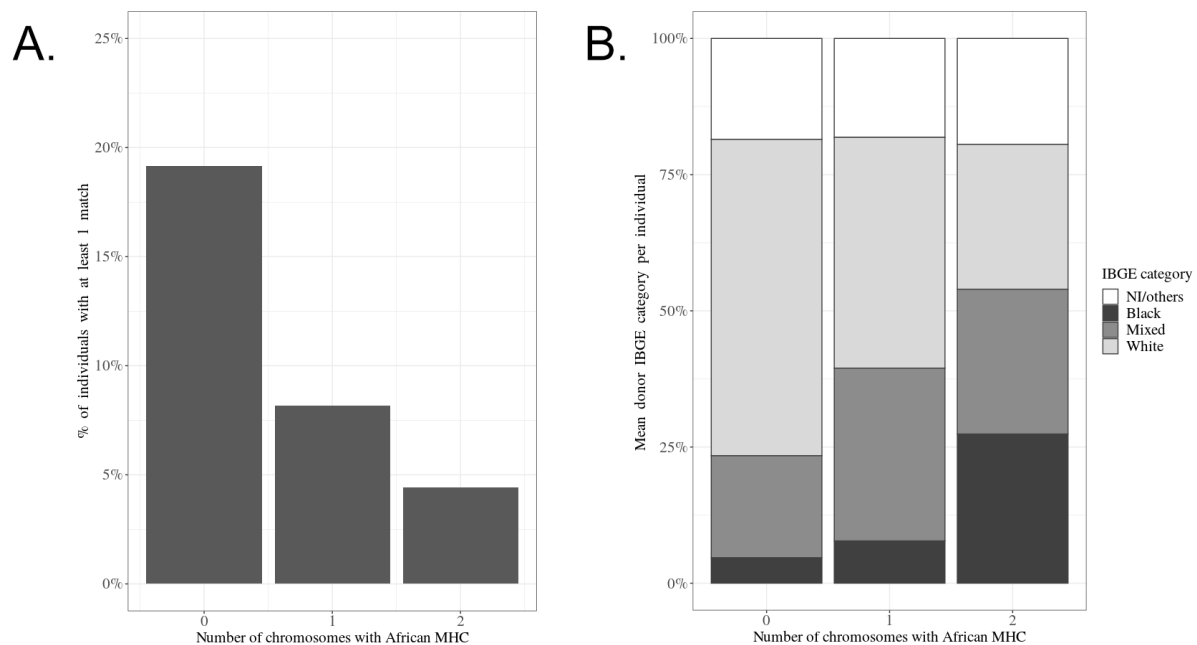 A.
25%
20%
15%
10%
5%
0%
% of individuals with at least 1 match
0 1 2
Number of chromosomes with African MHC
B.
100%
75%
50%
25%
0%
Mean donor IBGE category per individual
0 1 2
Number of chromosomes with African MHC
IBGE category
NI/others
Black
Mixed
White